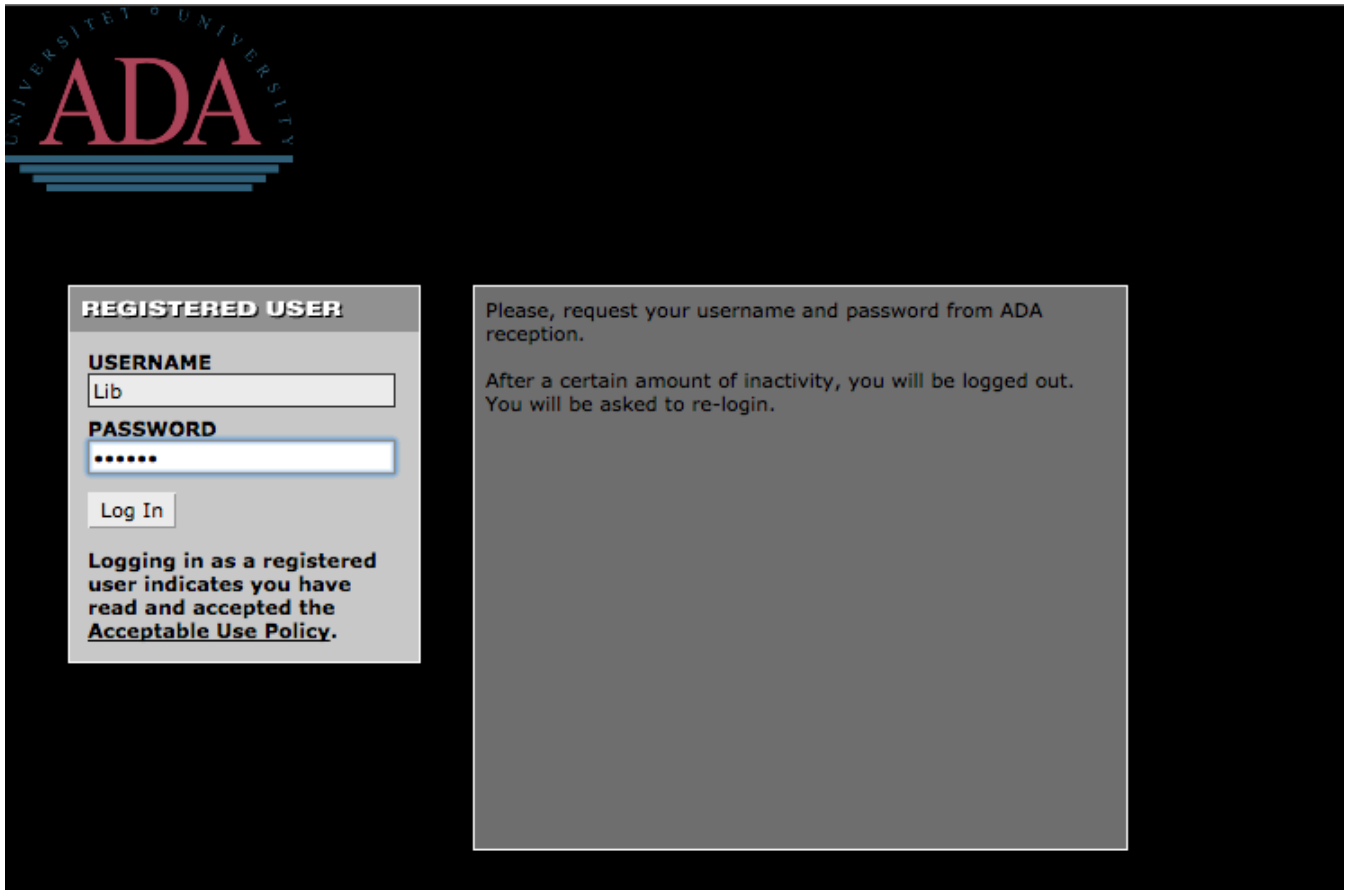 UNIVERSITET UNIVERSITY
ADA
REGISTERED USER
USERNAME
Lib
PASSWORD
••••••
Log In
Logging in as a registered
user indicates you have
read and accepted the
Acceptable Use Policy.
Please, request your username and password from ADA
reception.
After a certain amount of inactivity, you will be logged out.
You will be asked to re-login.